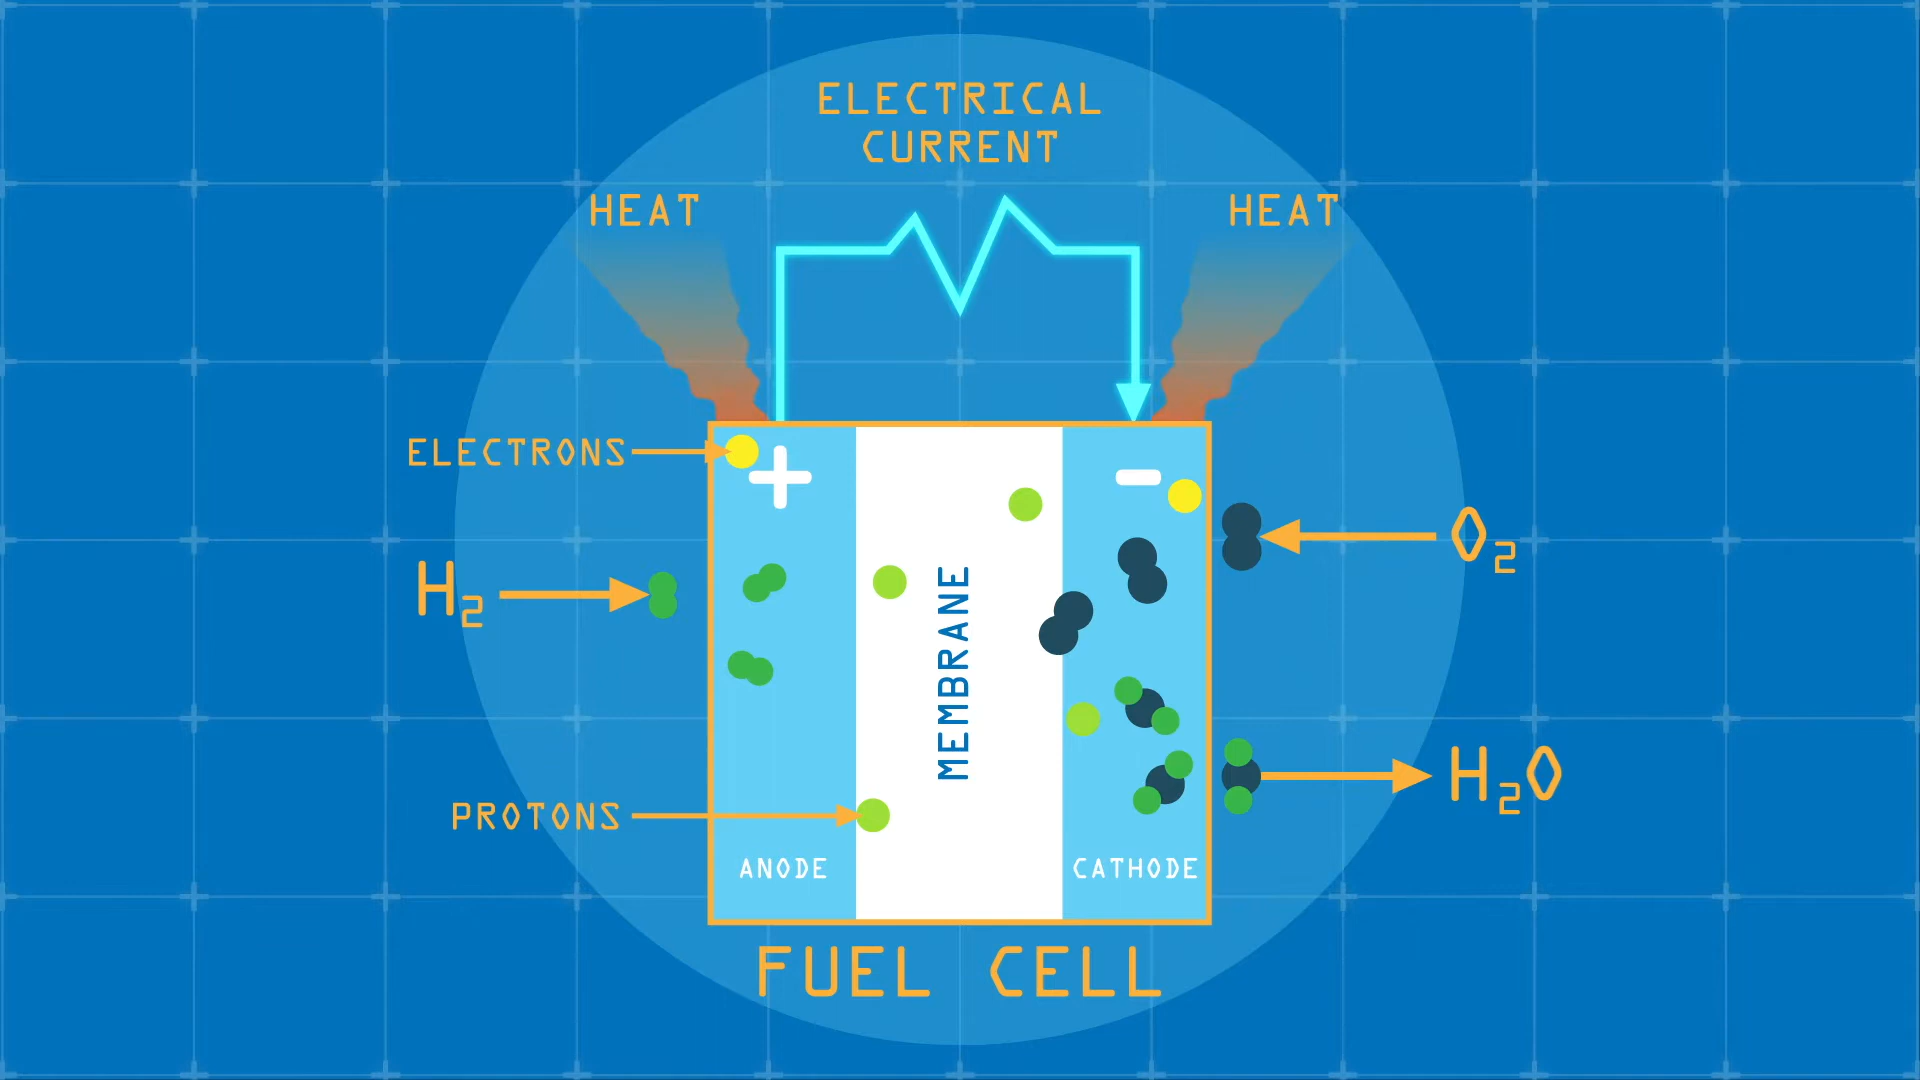 ELECTRICAL
CURRENT
HEAT
HEAT
ELECTRONS
+
-
O₂
H₂
MEMBRANE
H₂O
PROTONS
ANODE
CATHODE
FUEL CELL